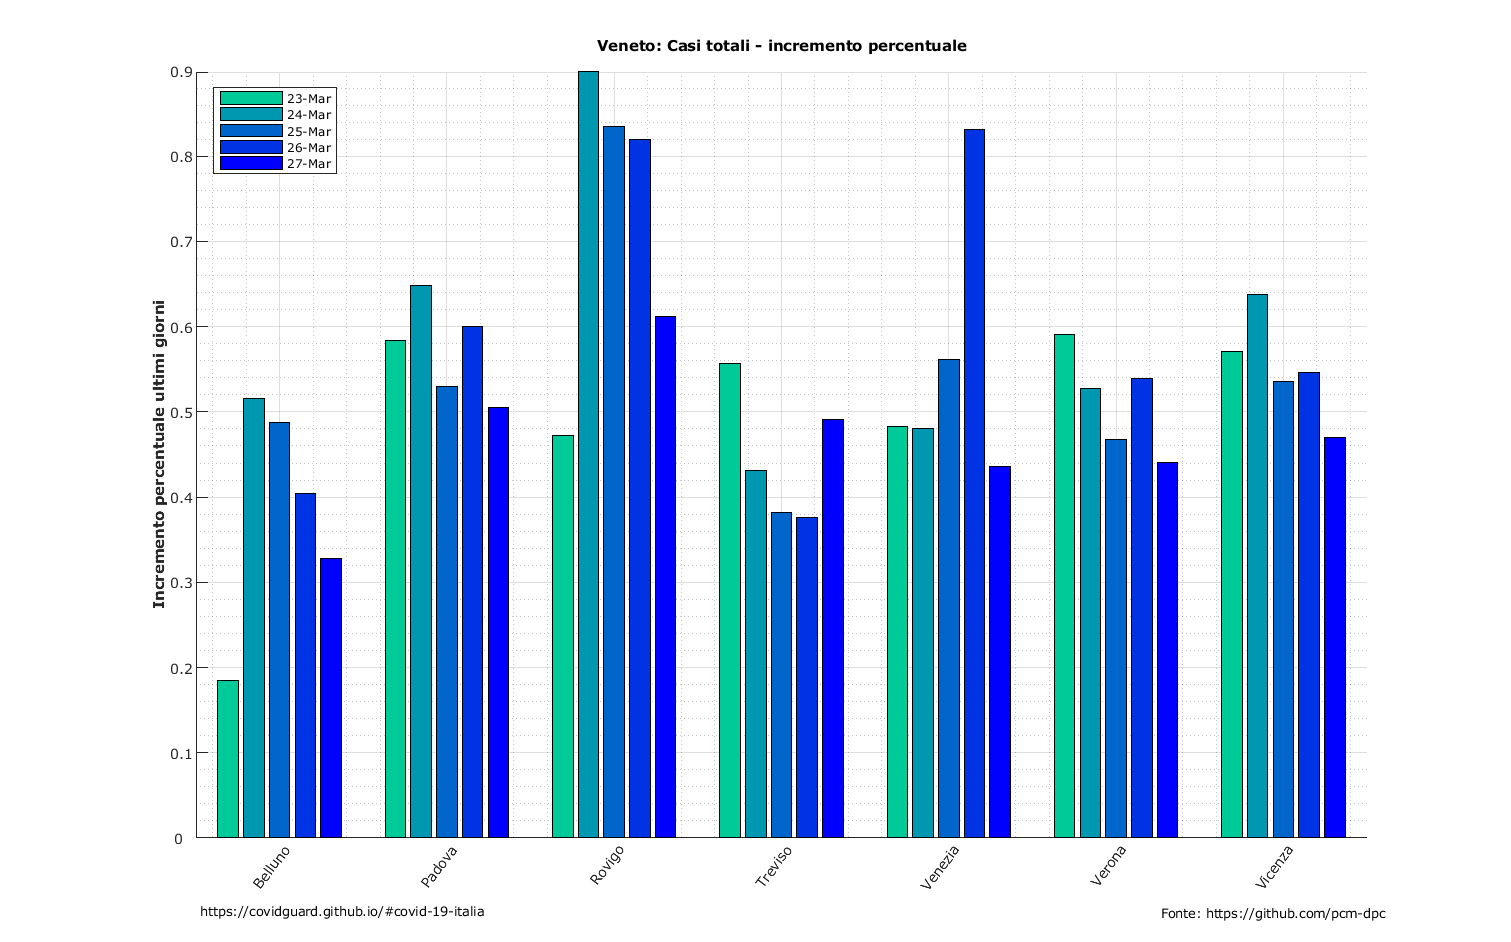 Veneto: Casi totali - incremento percentuale
Incremento percentuale ultimi giorni
0.9
0.8
0.7
0.6
0.5
0.4
0.3
0.2
0.1
0
23-Mar
24-Mar
25-Mar
26-Mar
27-Mar
Belluno
Padova
Rovigo
Treviso
Venezia
Verona
Vicenza
https://covidguard.github.io/#covid-19-italia
Fonte: https://github.com/pcm-dpc